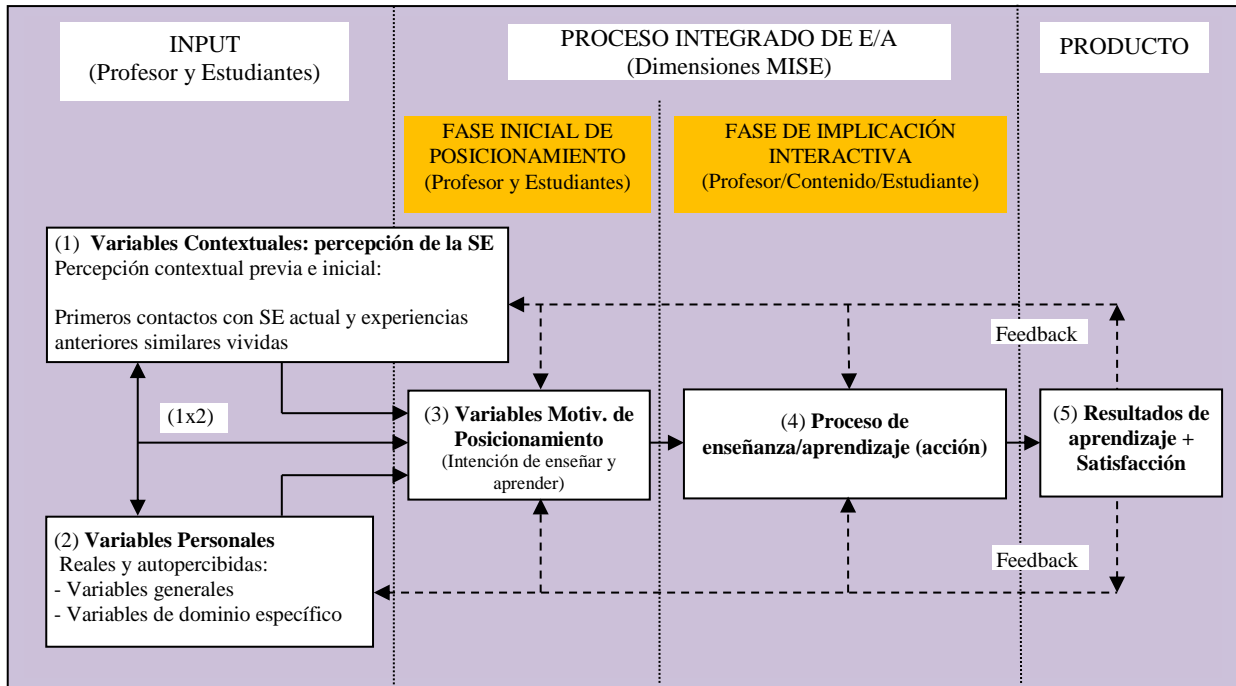 INPUT
(Profesor y Estudiantes)
PROCESO INTEGRADO DE E/A
(Dimensiones MISE)
PRODUCTO
FASE INICIAL DE
POSICIONAMIENTO
(Profesor y Estudiantes)
FASE DE IMPLICACIÓN
INTERACTIVA
(Profesor/Contenido/Estudiante)
(1) Variables Contextuales: percepción de la SE
Percepción contextual previa e inicial:
Primeros contactos con SE actual y experiencias
anteriores similares vividas
Feedback
(1x2)
(3) Variables Motiv. de
Posicionamiento
(Intención de enseñar y
aprender)
(4) Proceso de
enseñanza/aprendizaje (acción)
(5) Resultados de
aprendizaje +
Satisfacción
(2) Variables Personales
Reales y autopercibidas:
- Variables generales
- Variables de dominio específico
Feedback